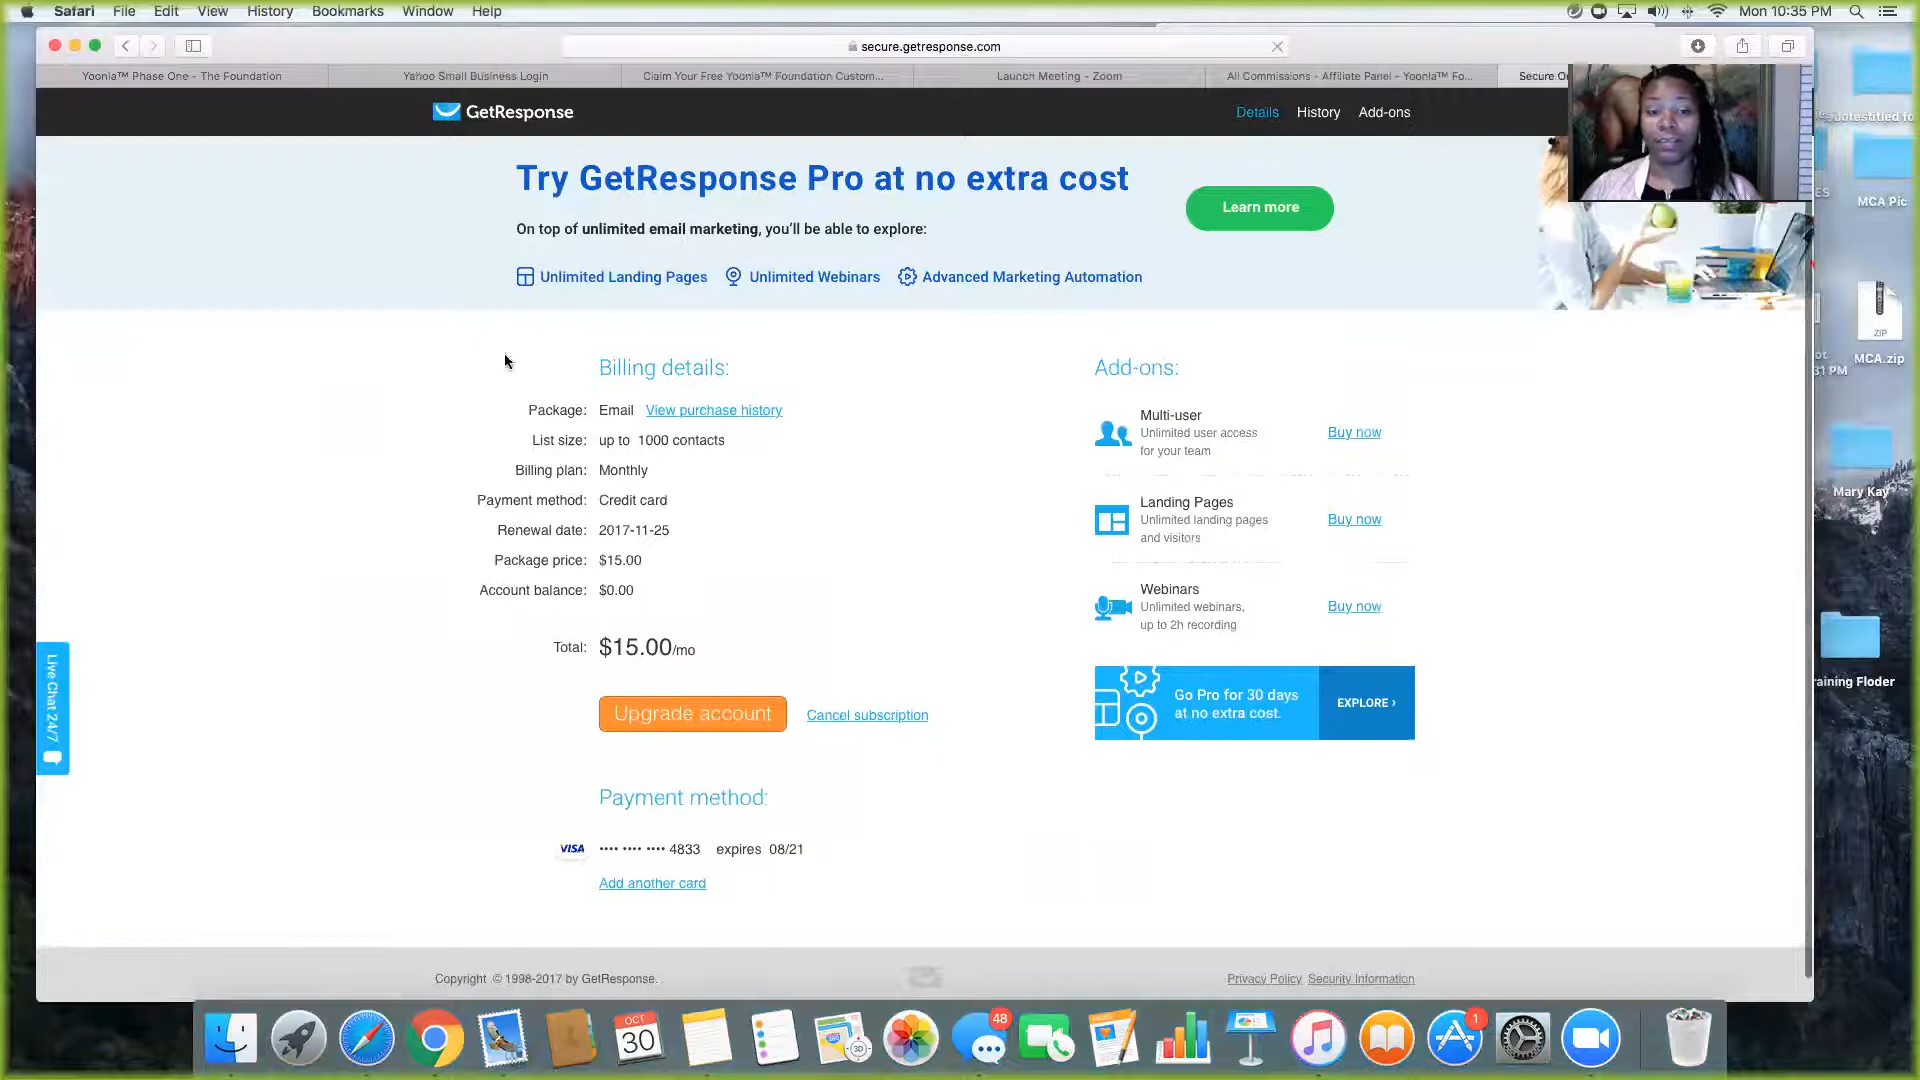 Safari File Edit View History Bookmarks Window Help
Mon 10:35 PM
secure.getresponse.com
Yoonla™ Phase One - The Foundation
Yahoo Small Business Login
Claim Your Free Yoonla™ Foundation Custom...
Launch Meeting - Zoom
All Commissions - Affiliate Panel - Yoonla™ Fo...
Secure
GetResponse
Details History Add-ons
Try GetResponse Pro at no extra cost
On top of unlimited email marketing, you'll be able to explore:
Unlimited Landing Pages Unlimited Webinars Advanced Marketing Automation
Learn more
Billing details:
Package: Email View purchase history
List size: up to 1000 contacts
Billing plan: Monthly
Payment method: Credit card
Renewal date: 2017-11-25
Package price: $15.00
Account balance: $0.00
Total: $15.00/mo
Upgrade account Cancel subscription
Payment method:
VISA •••• •••• •••• 4833 expires 08/21
Add another card
Add-ons:
Multi-user
Unlimited user access
for your team
Buy now
Landing Pages
Unlimited landing pages
and visitors
Buy now
Webinars
Unlimited webinars,
up to 2h recording
Buy now
Go Pro for 30 days
at no extra cost.
EXPLORE ›
Live Chat 24/7
Copyright © 1998-2017 by GetResponse.
Privacy Policy Security Information
MCA Pic
ZIP
MCA.zip
31 PM
Mary Kay
raining Floder
OCT
30
3D
48
1